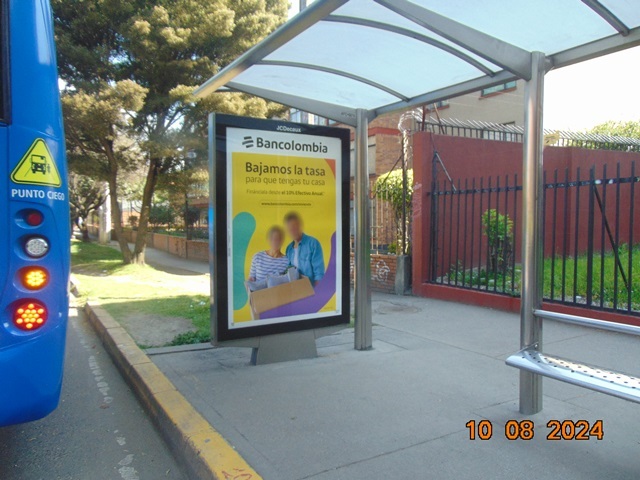 JCDecaux
Bancolombia
Bajamos la tasa
para que tengas tu casa
PUNTO CIEGO
10 08 2024